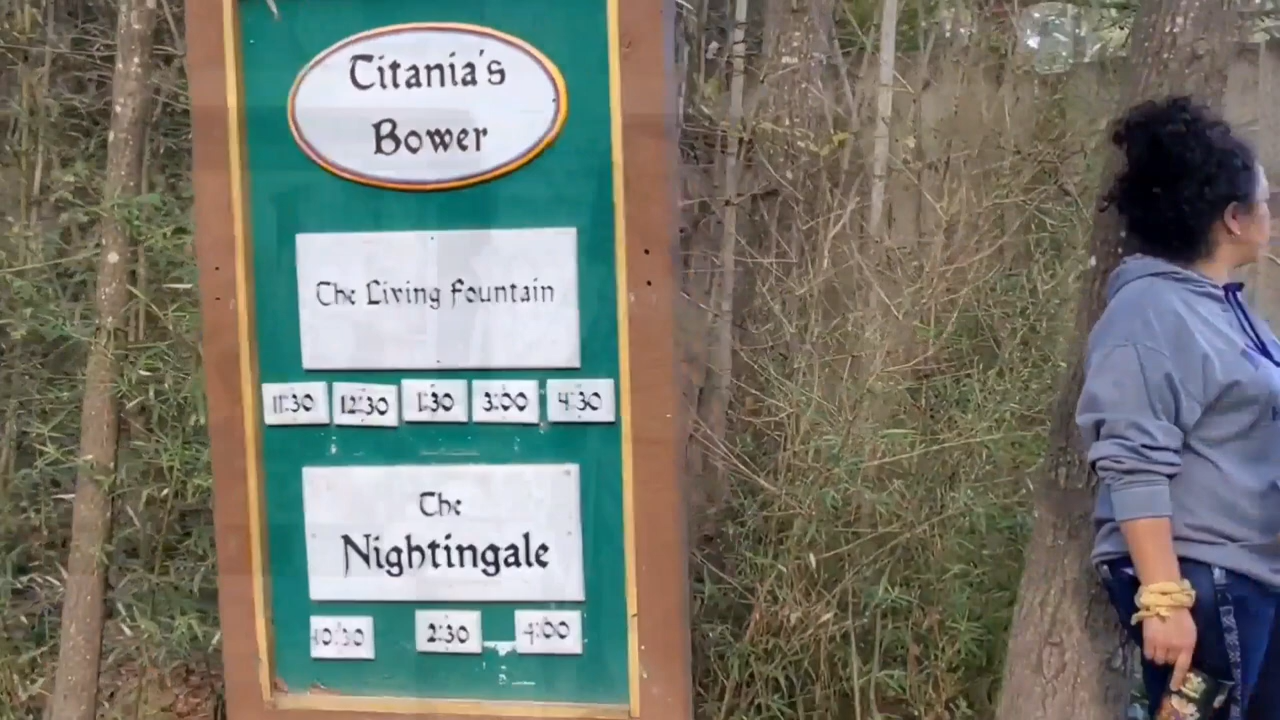 Titania's
Bower
The Living Fountain
11:30 12:30 1:30 3:00 4:30
The
Nightingale
10:30 2:30 4:00